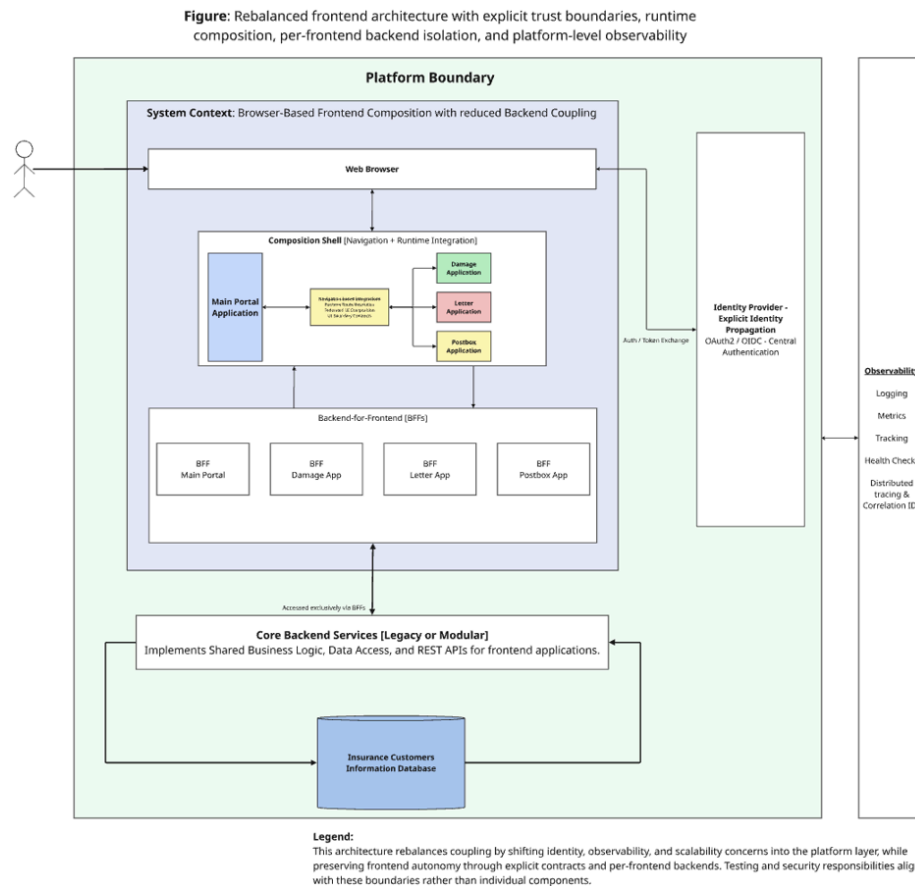 Figure: Rebalanced frontend architecture with explicit trust boundaries, runtime
composition, per-frontend backend isolation, and platform-level observability
Platform Boundary
System Context: Browser-Based Frontend Composition with reduced Backend Coupling
Web Browser
Composition Shell [Navigation + Runtime Integration]
Main Portal
Application
Damage
Application
Letter
Application
Postbox
Application
Auth / Token Exchange
Identity Provider -
Explicit Identity
Propagation
OAuth2 / OIDC - Central
Authentication
Observability
Logging
Metrics
Tracking
Health Check
Distributed
tracing &
Correlation ID
Backend-for-Frontend [BFFs]
BFF
Main Portal
BFF
Damage App
BFF
Letter App
BFF
Postbox App
Accessed exclusively via BFFs
Core Backend Services [Legacy or Modular]
Implements Shared Business Logic, Data Access, and REST APIs for frontend applications.
Insurance Customers
Information Database
Legend:
This architecture rebalances coupling by shifting identity, observability, and scalability concerns into the platform layer, while
preserving frontend autonomy through explicit contracts and per-frontend backends. Testing and security responsibilities alig
with these boundaries rather than individual components.